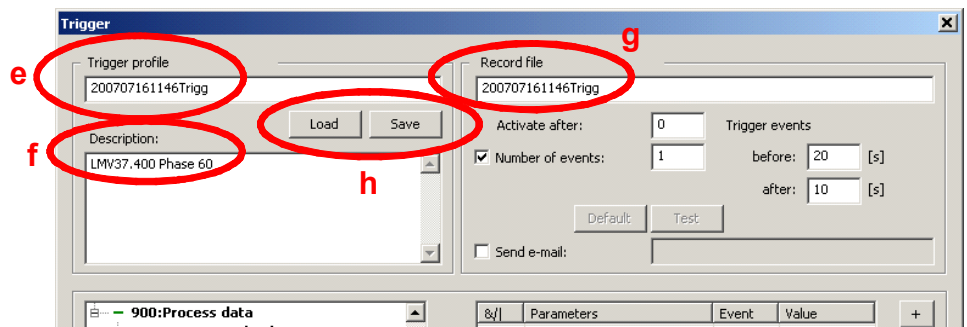 Trigger
g
e
Trigger profile
200707161146Trigg
Load Save
f
Description:
LMV37.400 Phase 60
h
Record file
200707161146Trigg
Activate after: 0 Trigger events
Number of events: 1 before: 20 [s]
after: 10 [s]
Default Test
Send e-mail:
900:Process data
&/| Parameters Event Value +